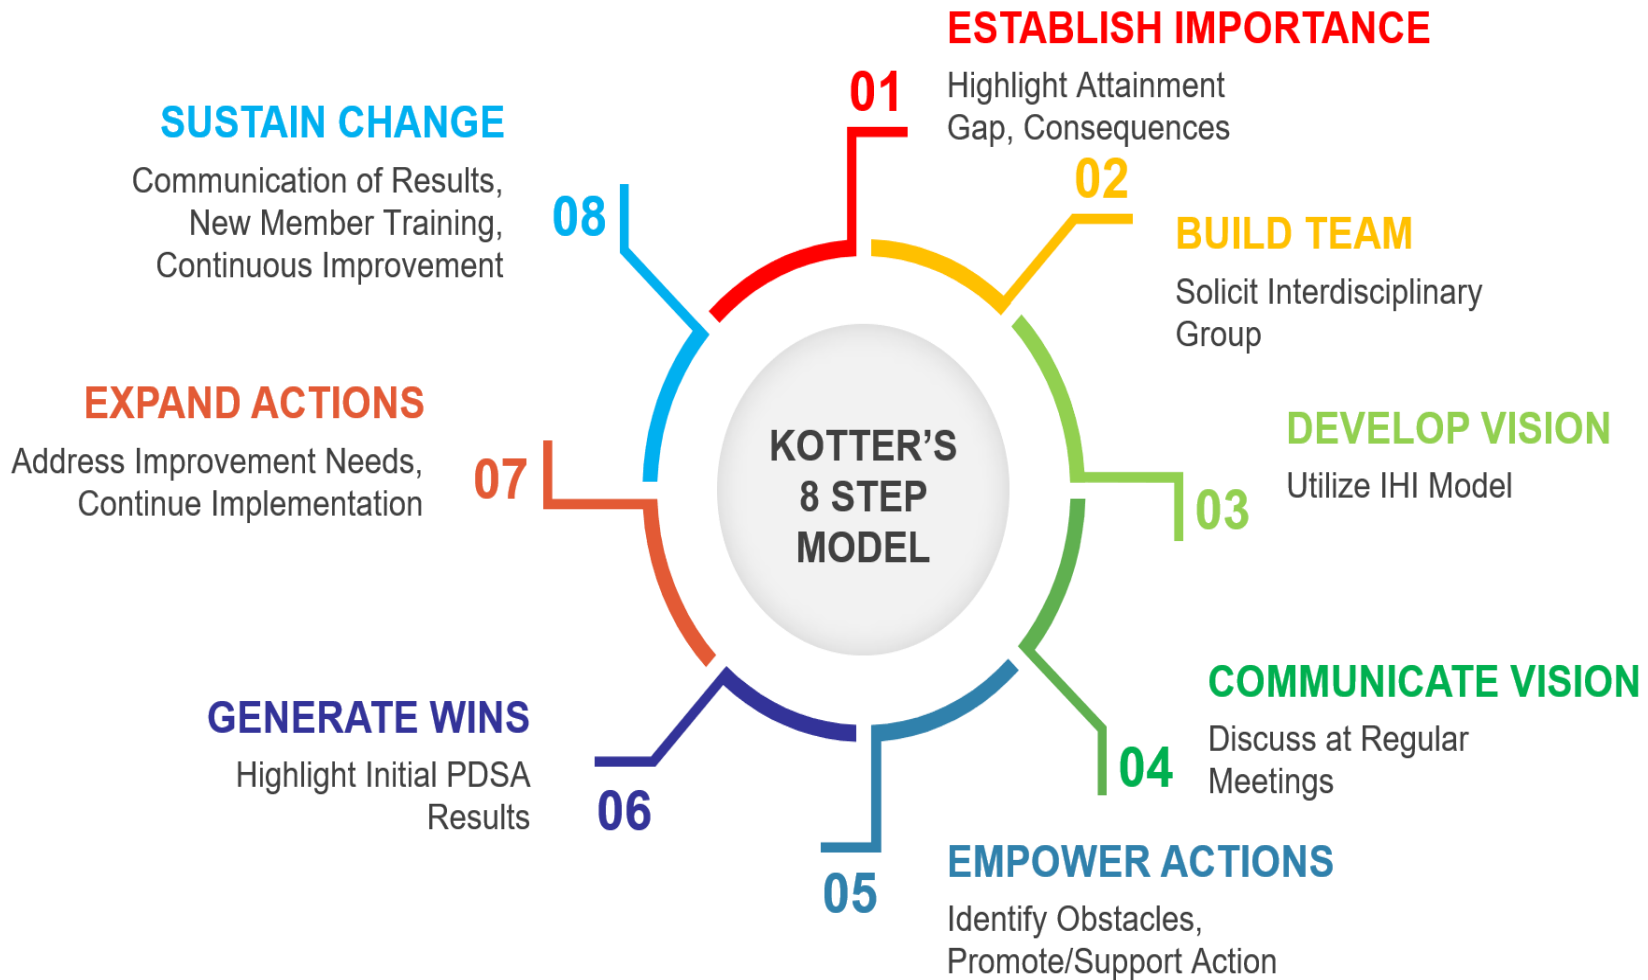 KOTTER’S
8 STEP
MODEL
01
ESTABLISH IMPORTANCE
Highlight Attainment
Gap, Consequences
02
BUILD TEAM
Solicit Interdisciplinary
Group
03
DEVELOP VISION
Utilize IHI Model
04
COMMUNICATE VISION
Discuss at Regular
Meetings
05
EMPOWER ACTIONS
Identify Obstacles,
Promote/Support Action
06
GENERATE WINS
Highlight Initial PDSA
Results
07
EXPAND ACTIONS
Address Improvement Needs,
Continue Implementation
08
SUSTAIN CHANGE
Communication of Results,
New Member Training,
Continuous Improvement